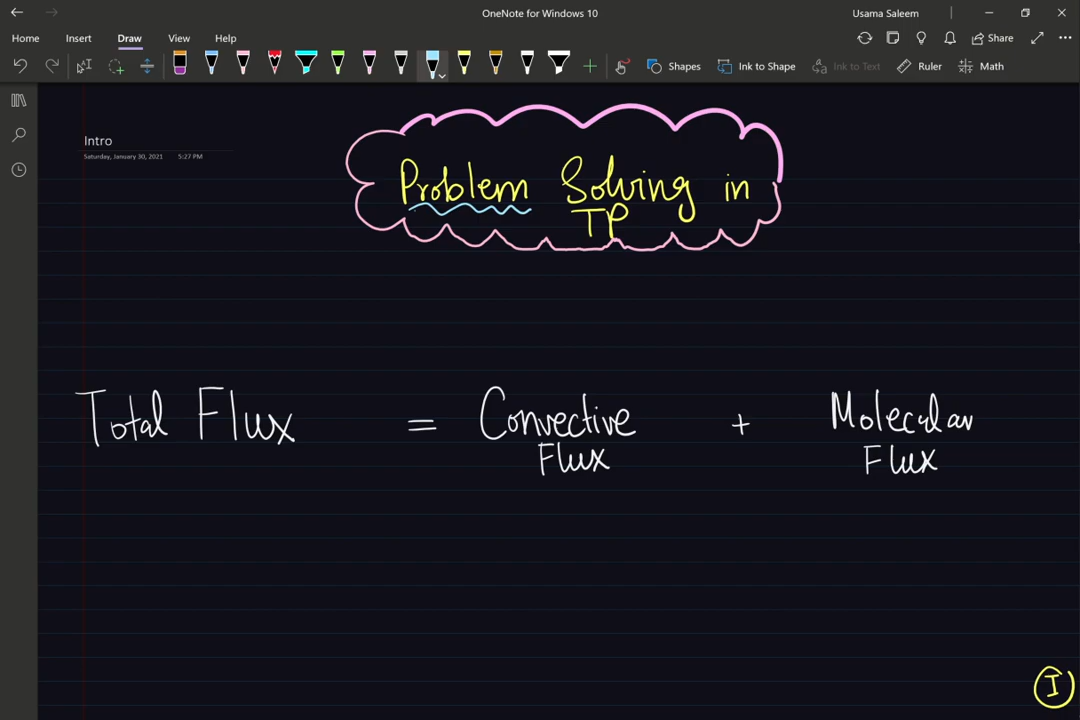 OneNote for Windows 10
Usama Saleem
Home Insert Draw View Help
Share
Shapes Ink to Shape Ink to Text Ruler Math
Intro
Saturday, January 30, 2021 5:27 PM
Problem Solving in
TP
Total Flux = Convective + Molecular
Flux Flux
I